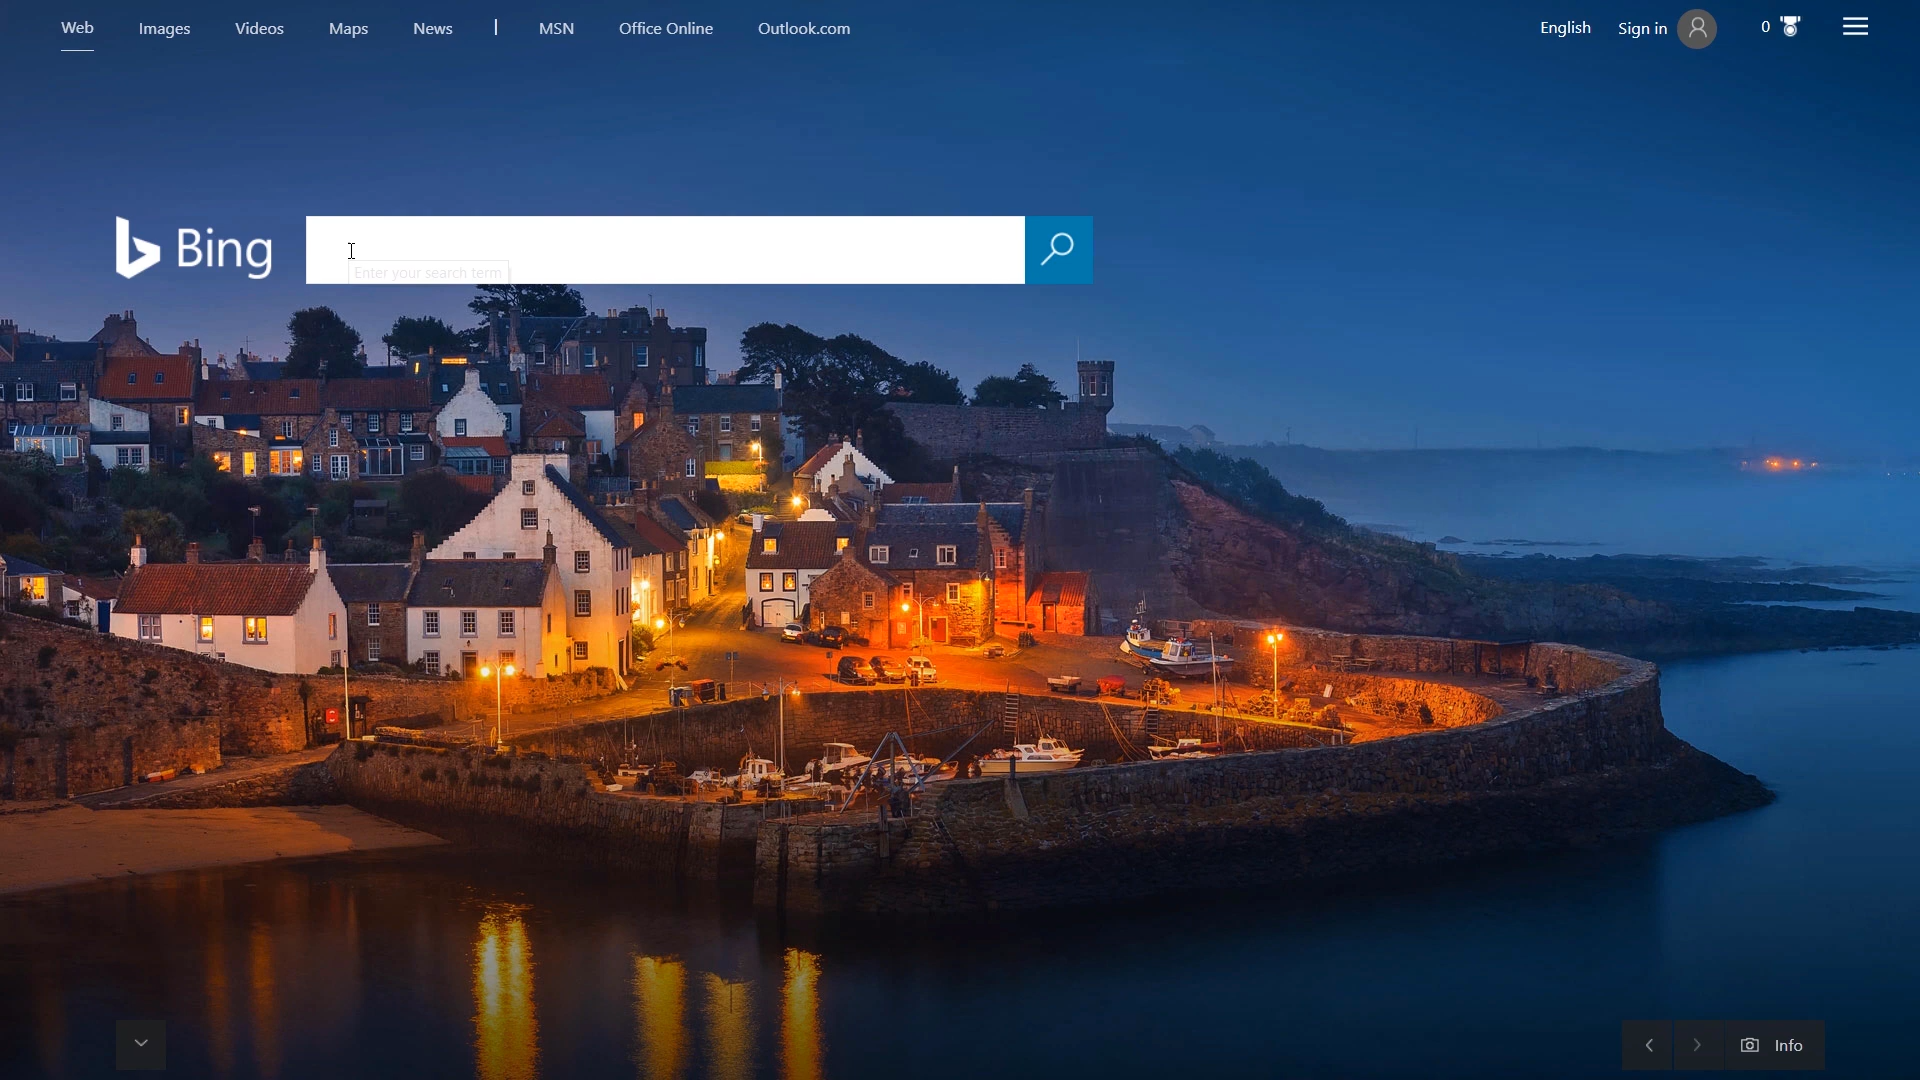 Web Images Videos Maps News | MSN Office Online Outlook.com English Sign in 0
Bing
Enter your search term
Info